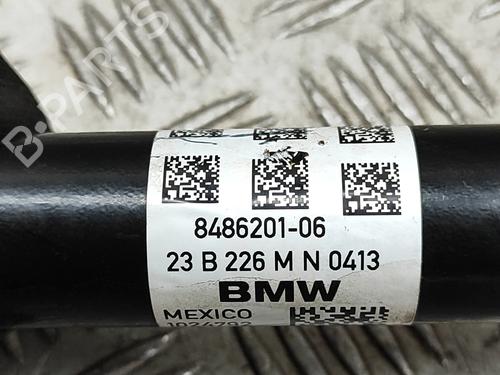 B-PARTS
8486201-06
23 B 226 M N 0413
BMW
MEXICO